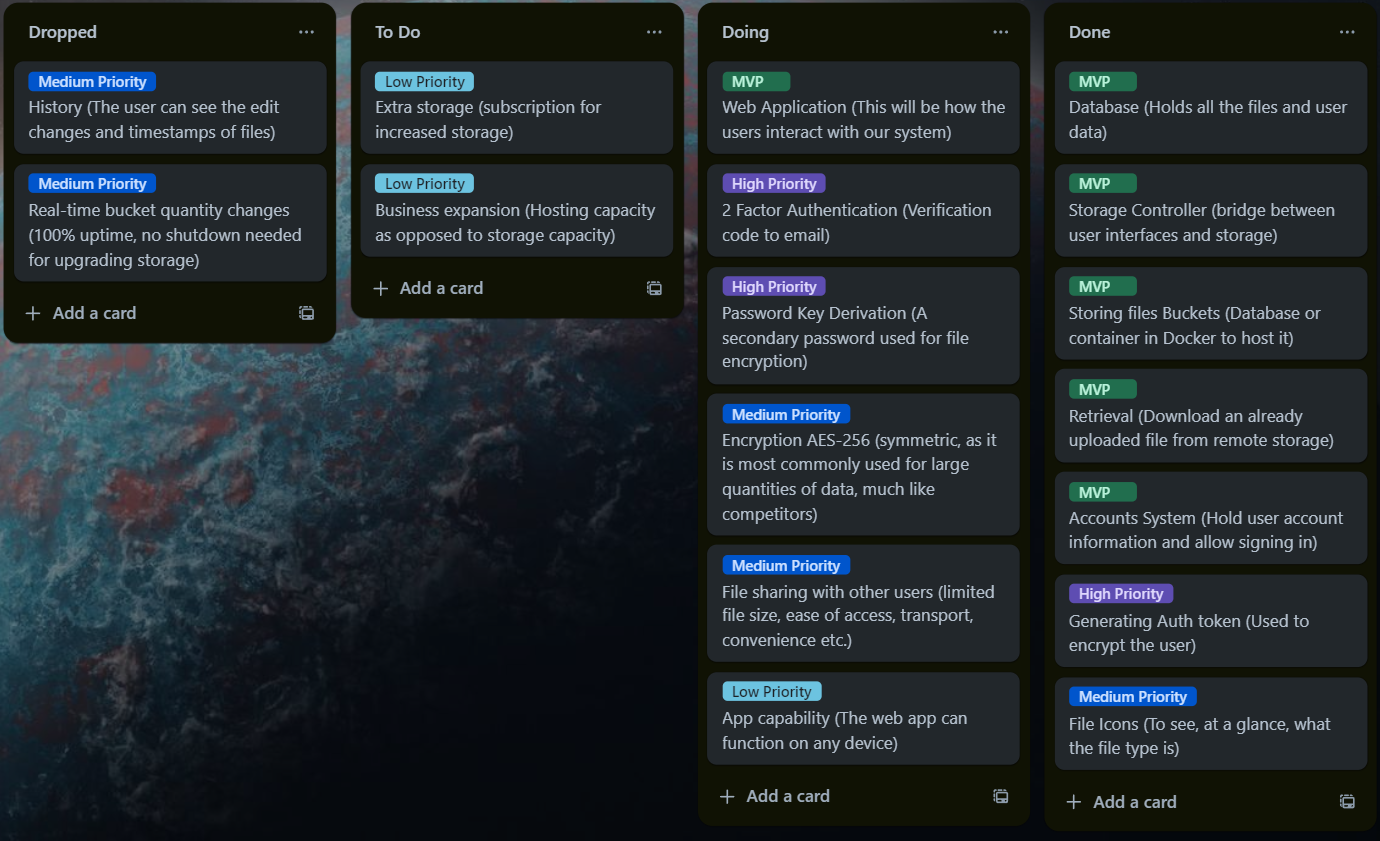 Dropped
Medium Priority
History (The user can see the edit
changes and timestamps of files)
Medium Priority
Real-time bucket quantity changes
(100% uptime, no shutdown needed
for upgrading storage)
Add a card
To Do
Low Priority
Extra storage (subscription for
increased storage)
Low Priority
Business expansion (Hosting capacity
as opposed to storage capacity)
Add a card
Doing
MVP
Web Application (This will be how the
users interact with our system)
High Priority
2 Factor Authentication (Verification
code to email)
High Priority
Password Key Derivation (A
secondary password used for file
encryption)
Medium Priority
Encryption AES-256 (symmetric, as it
is most commonly used for large
quantities of data, much like
competitors)
Medium Priority
File sharing with other users (limited
file size, ease of access, transport,
convenience etc.)
Low Priority
App capability (The web app can
function on any device)
Add a card
Done
MVP
Database (Holds all the files and user
data)
MVP
Storage Controller (bridge between
user interfaces and storage)
MVP
Storing files Buckets (Database or
container in Docker to host it)
MVP
Retrieval (Download an already
uploaded file from remote storage)
MVP
Accounts System (Hold user account
information and allow signing in)
High Priority
Generating Auth token (Used to
encrypt the user)
Medium Priority
File Icons (To see, at a glance, what
the file type is)
Add a card